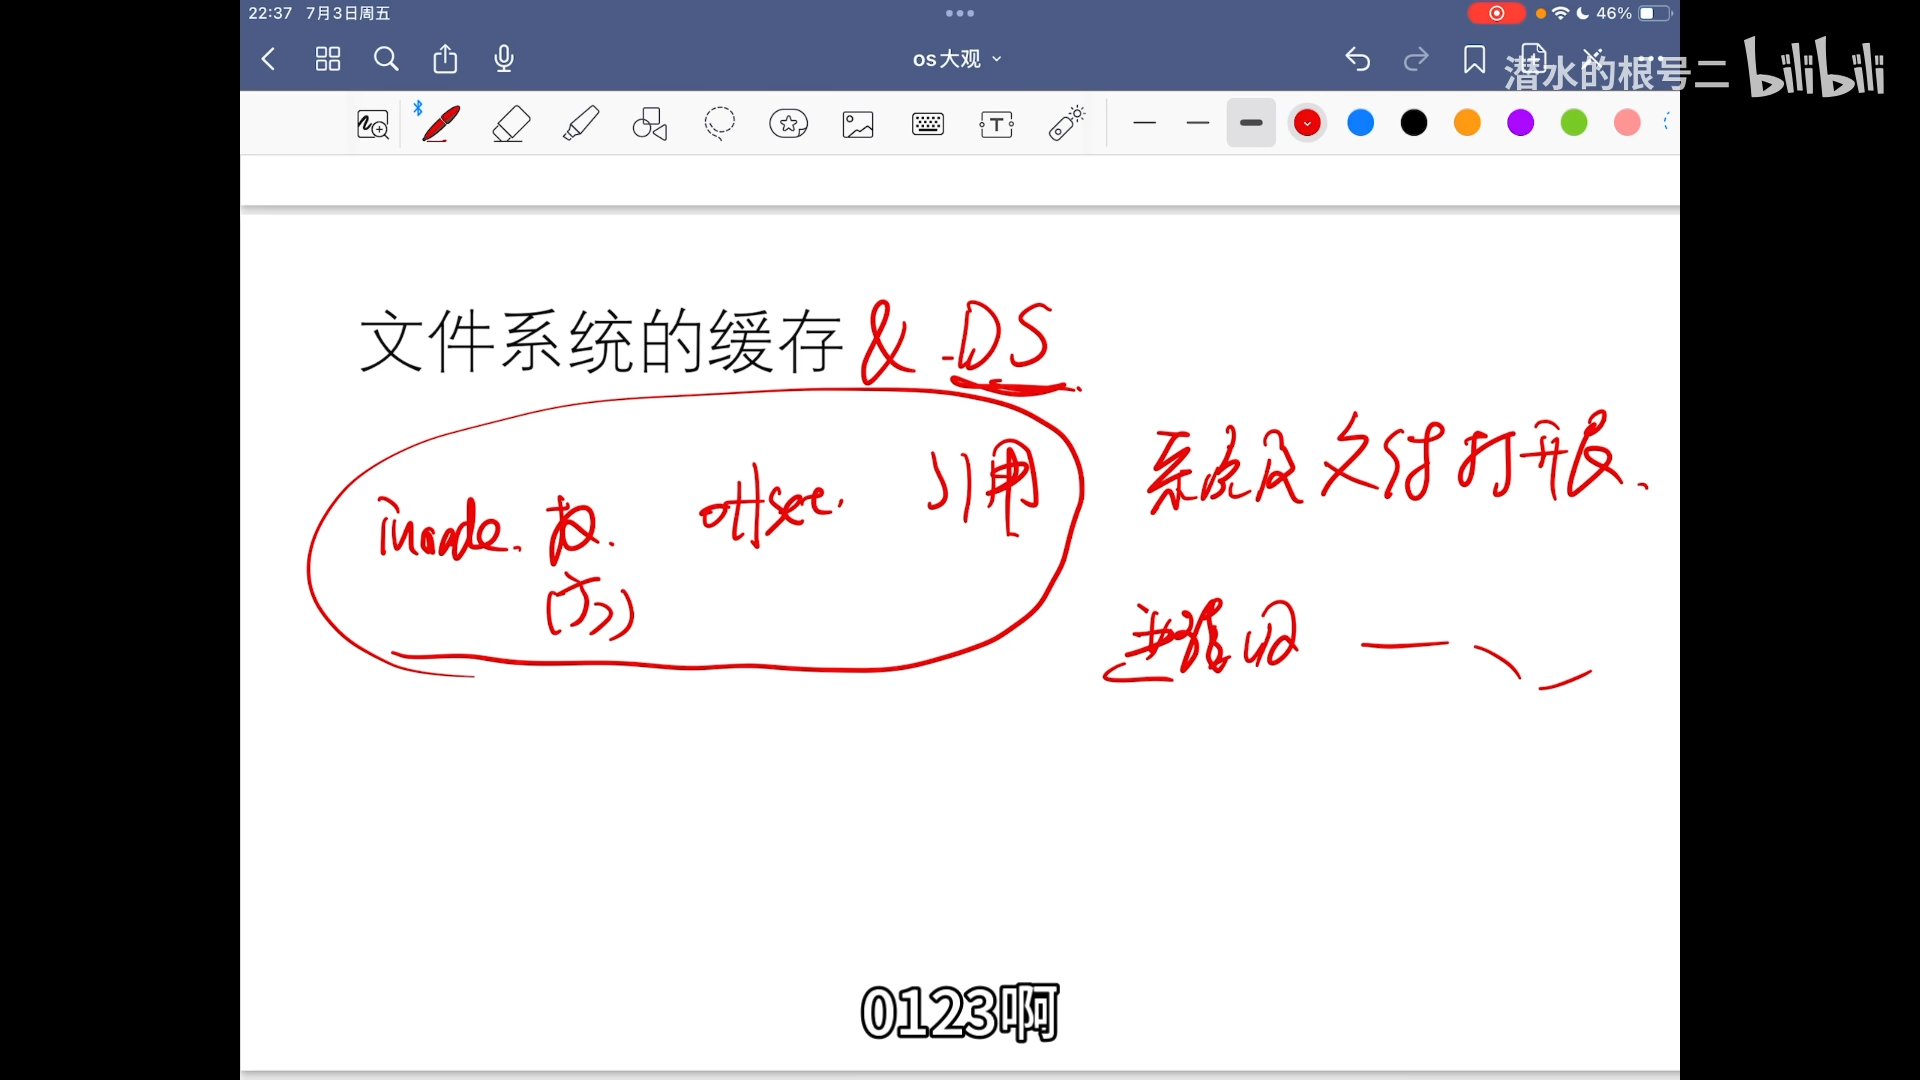 22:37 7月3日周五
46%
os大观
潜水的根号二 bilibili
文件系统的缓存 & DS
系统级文件打开表.
inode. 权. offset. 引用
(方)
进程级
0123啊